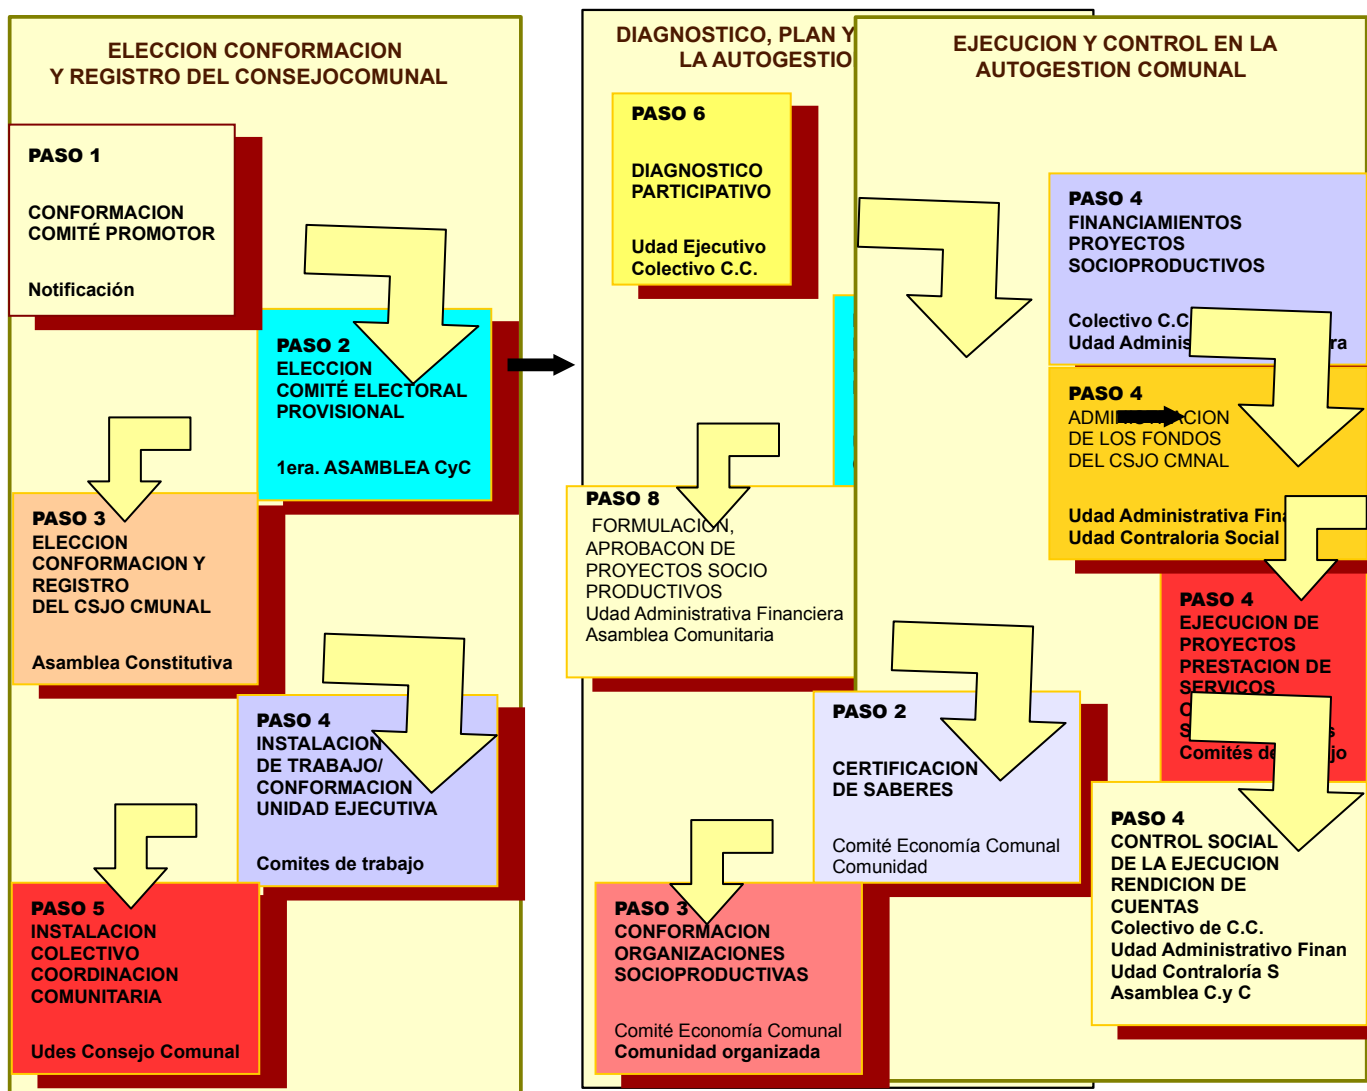 ELECCION CONFORMACION
Y REGISTRO DEL CONSEJOCOMUNAL
PASO 1
CONFORMACION
COMITÉ PROMOTOR
Notificación
PASO 2
ELECCION
COMITÉ ELECTORAL
PROVISIONAL
1era. ASAMBLEA CyC
PASO 3
ELECCION
CONFORMACION Y
REGISTRO
DEL CSJO CMUNAL
Asamblea Constitutiva
PASO 4
INSTALACION
DE TRABAJO/
CONFORMACION
UNIDAD EJECUTIVA
Comites de trabajo
PASO 5
INSTALACION
COLECTIVO
COORDINACION
COMUNITARIA
Udes Consejo Comunal
DIAGNOSTICO, PLAN Y
LA
PASO 6
DIAGNOSTICO
PARTICIPATIVO
Udad Ejecutivo
Colectivo C.C.
PASO 8
FORMULACION,
APROBACON DE
PROYECTOS SOCIO
PRODUCTIVOS
Udad Administrativa Financiera
Asamblea Comunitaria
PASO 2
CERTIFICACION
DE SABERES
Comité Economía Comunal
Comunidad
PASO 3
CONFORMACION
ORGANIZACIONES
SOCIOPRODUCTIVAS
Comité Economía Comunal
Comunidad organizada
EJECUCION Y CONTROL EN LA
AUTOGESTION COMUNAL
PASO 4
FINANCIAMIENTOS
PROYECTOS
SOCIOPRODUCTIVOS
Colectivo C.C
Udad
PASO 4
DE LOS FONDOS
DEL CSJO CMNAL
Udad Administrativa
Udad Contraloria Social
PASO 4
EJECUCION DE
PROYECTOS
PRESTACION DE
SERVICOS
Comités
PASO 4
CONTROL SOCIAL
DE LA EJECUCION
RENDICION DE
CUENTAS
Colectivo de C.C.
Udad Administrativo Finan
Udad Contraloría S
Asamblea C.y C